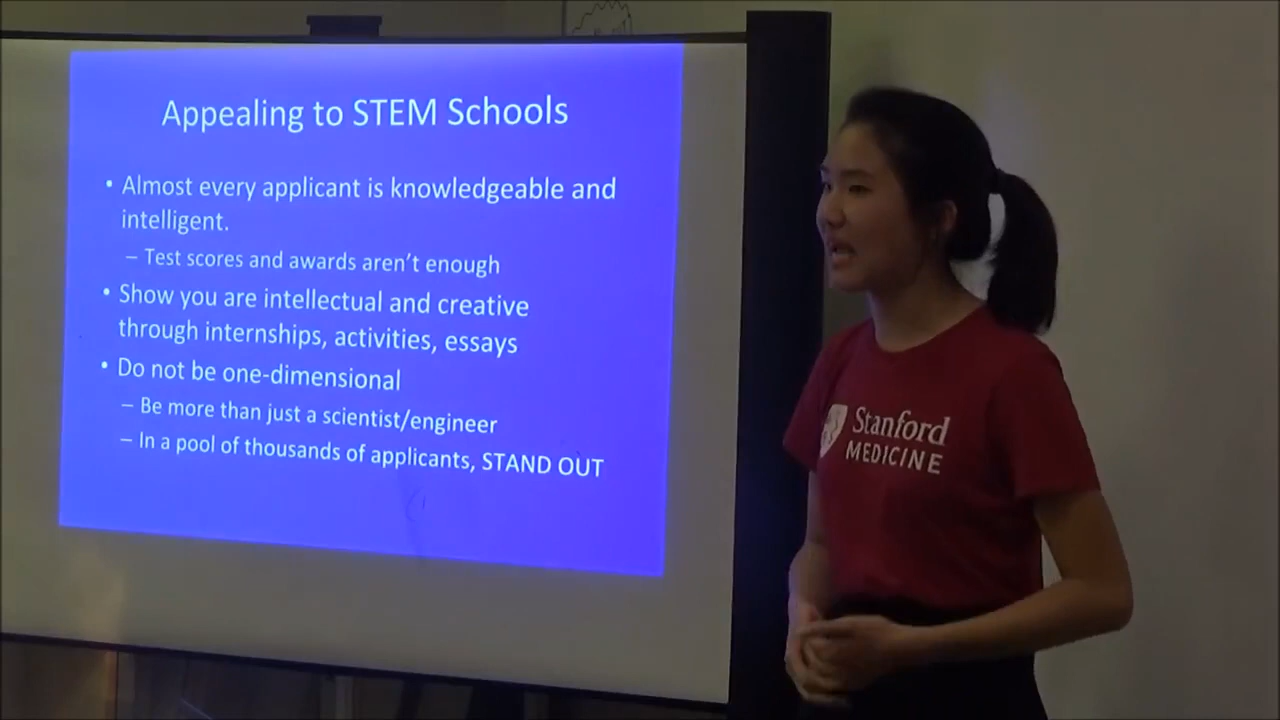 Appealing to STEM Schools
• Almost every applicant is knowledgeable and
intelligent.
– Test scores and awards aren't enough
• Show you are intellectual and creative
through internships, activities, essays
• Do not be one-dimensional
– Be more than just a scientist/engineer
– In a pool of thousands of applicants, STAND OUT
Stanford
MEDICINE